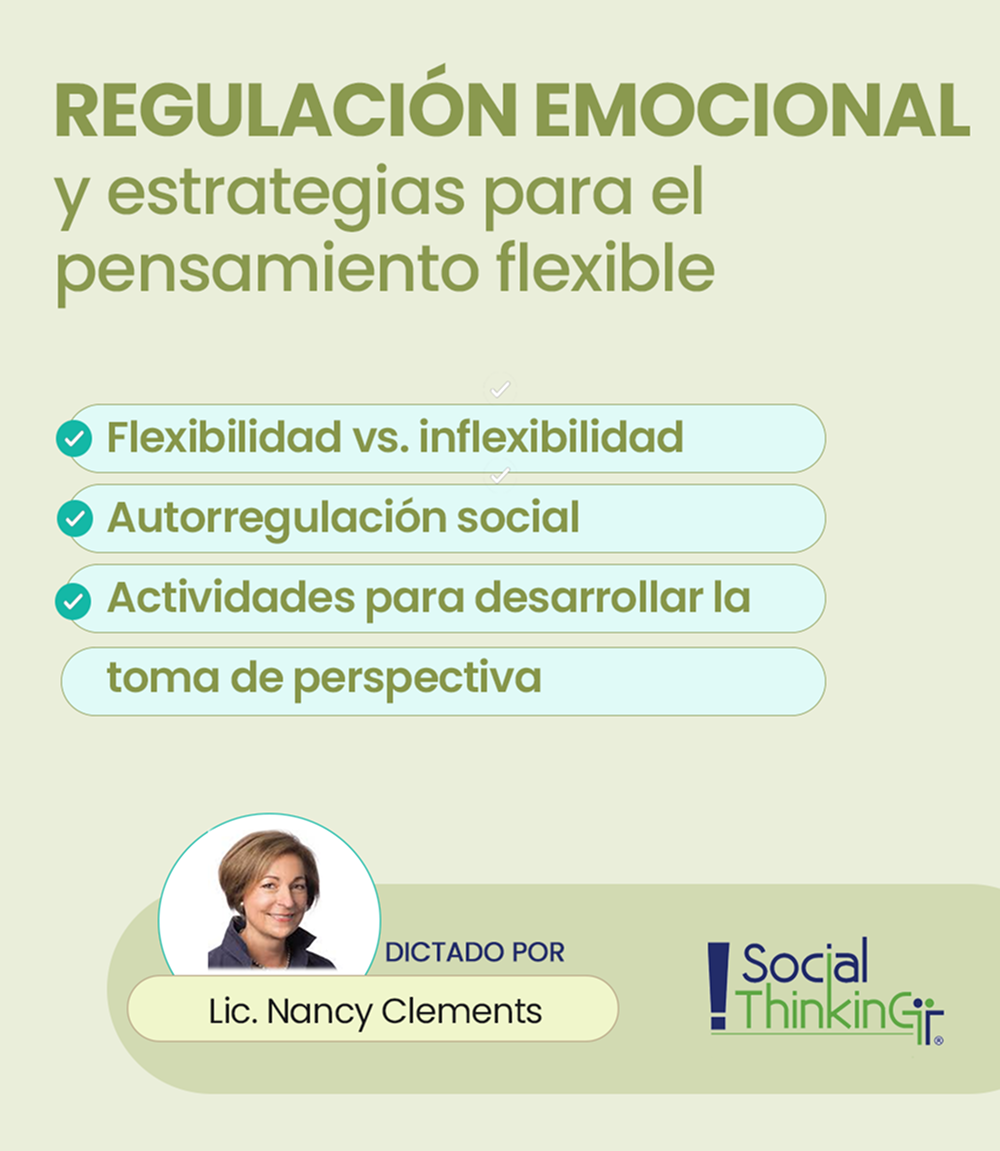 REGULACIÓN EMOCIONAL
y estrategias para el
pensamiento flexible
Flexibilidad vs. inflexibilidad
Autorregulación social
Actividades para desarrollar la
toma de perspectiva
DICTADO POR
Lic. Nancy Clements
Social
Thinking®